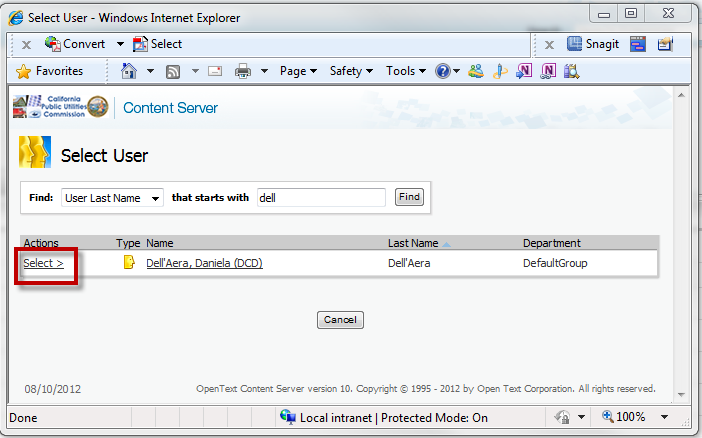 Select User - Windows Internet Explorer
x Convert Select x Snagit
Favorites Page Safety Tools
California Public Utilities Commission Content Server
Select User
Find: User Last Name that starts with dell Find
Actions Type Name Last Name Department
Select > Dell'Aera, Daniela (DCD) Dell'Aera DefaultGroup
Cancel
08/10/2012 OpenText Content Server version 10. Copyright © 1995 - 2012 by Open Text Corporation. All rights reserved.
Done Local intranet | Protected Mode: On 100%